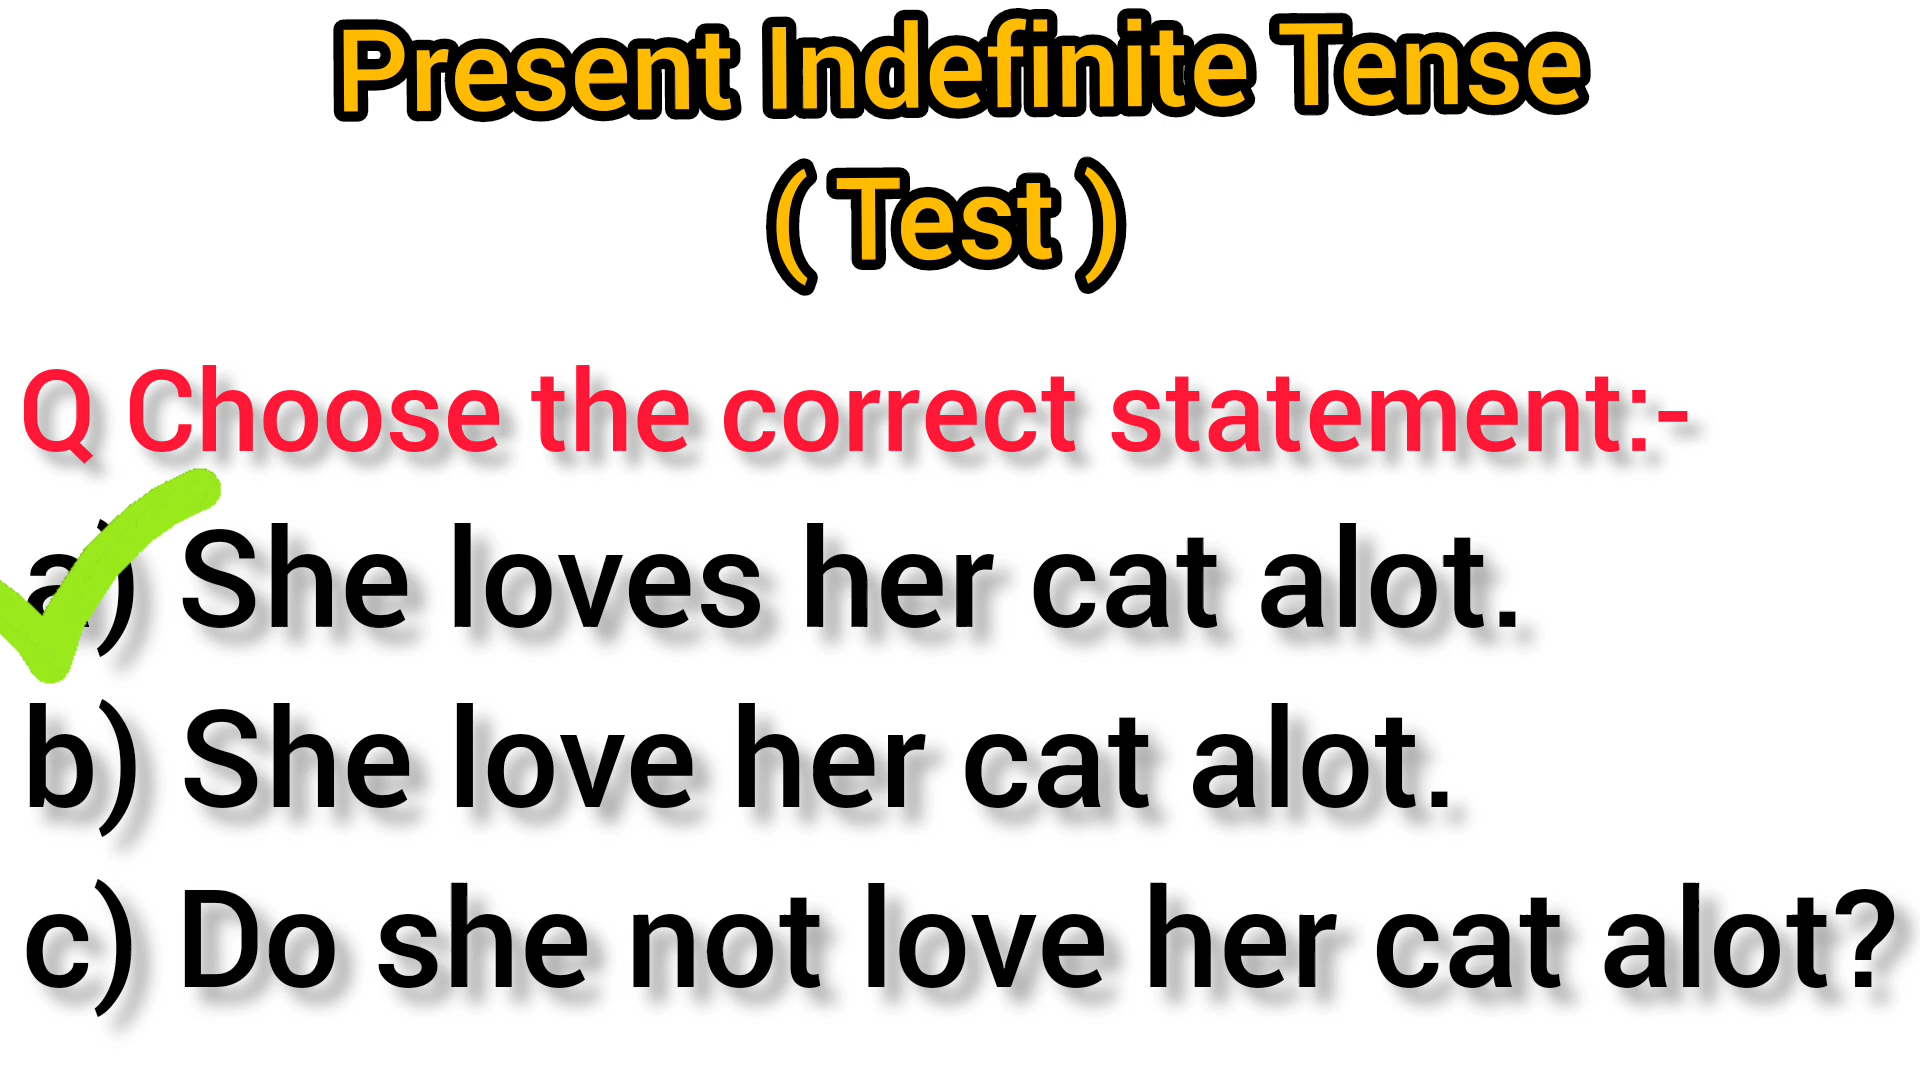 Present Indefinite Tense
( Test )
Q Choose the correct statement:-
a) She loves her cat alot.
b) She love her cat alot.
c) Do she not love her cat alot?